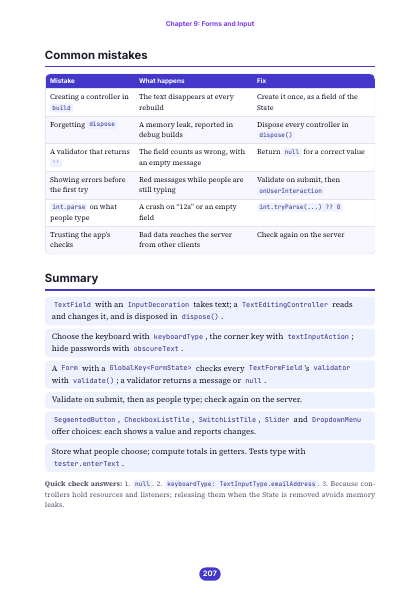 Chapter 9: Forms and Input
Common mistakes
Mistake What happens Fix
Creating a controller in The text disappears at every Create it once, as a field of the
build rebuild State
Forgetting dispose A memory leak, reported in Dispose every controller in
debug builds dispose()
A validator that returns The field counts as wrong, with Return null for a correct value
'' an empty message
Showing errors before Red messages while people are Validate on submit, then
the first try still typing onUserInteraction
int.parse on what A crash on “12a” or an empty int.tryParse(...) ?? 0
people type field
Trusting the app’s Bad data reaches the server Check again on the server
checks from other clients
Summary
TextField with an InputDecoration takes text; a TextEditingController reads
and changes it, and is disposed in dispose() .
Choose the keyboard with keyboardType , the corner key with textInputAction ;
hide passwords with obscureText .
A Form with a GlobalKey<FormState> checks every TextFormField ’s validator
with validate() ; a validator returns a message or null .
Validate on submit, then as people type; check again on the server.
SegmentedButton , CheckboxListTile , SwitchListTile , Slider and DropdownMenu
offer choices: each shows a value and reports changes.
Store what people choose; compute totals in getters. Tests type with
tester.enterText .
Quick check answers: 1. null . 2. keyboardType: TextInputType.emailAddress . 3. Because con-
trollers hold resources and listeners; releasing them when the State is removed avoids memory
leaks.
207